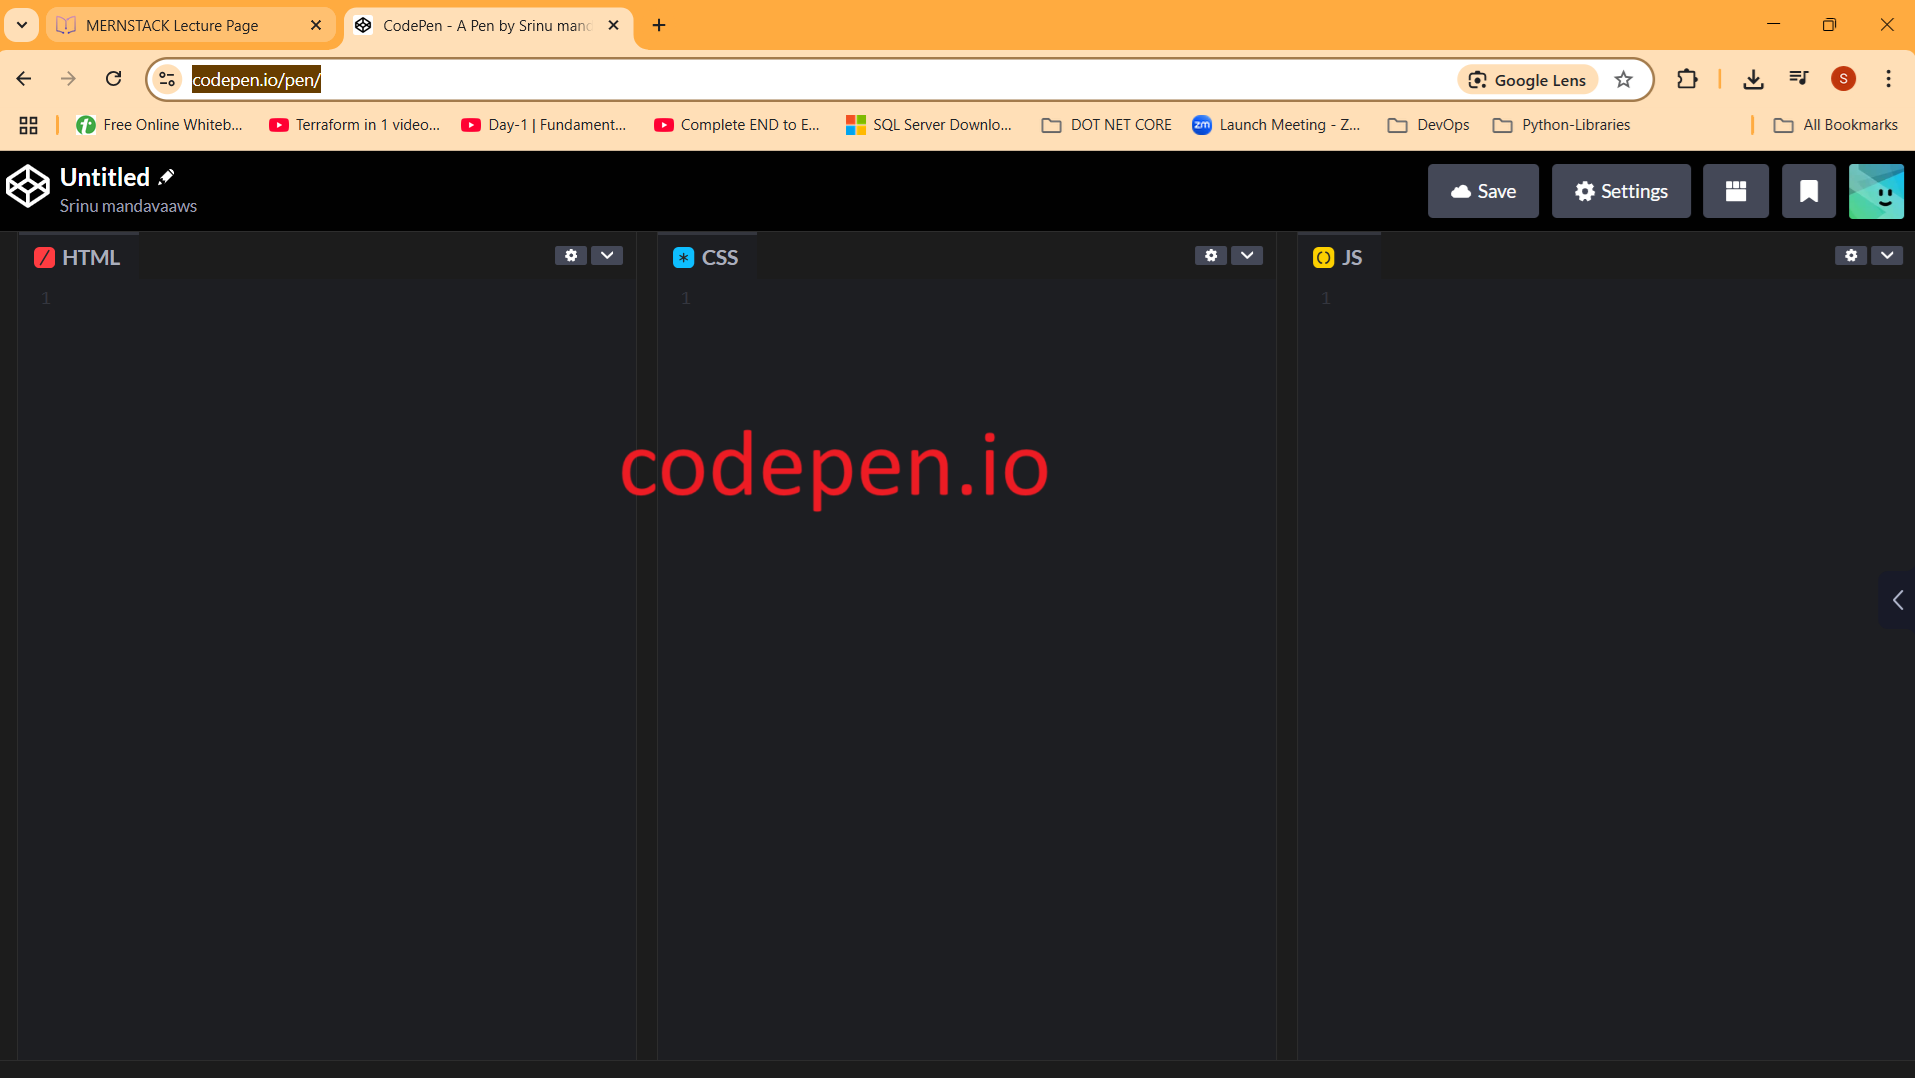 MERNSTACK Lecture Page
CodePen - A Pen by Srinu mand
codepen.io/pen/
Google Lens
S
Free Online Whiteb...
Terraform in 1 video...
Day-1 | Fundament...
Complete END to E...
SQL Server Downlo...
DOT NET CORE
zm
Launch Meeting - Z...
DevOps
Python-Libraries
All Bookmarks
Untitled
Srinu mandavaaws
Save
Settings
HTML
CSS
JS
1
1
1
codepen.io